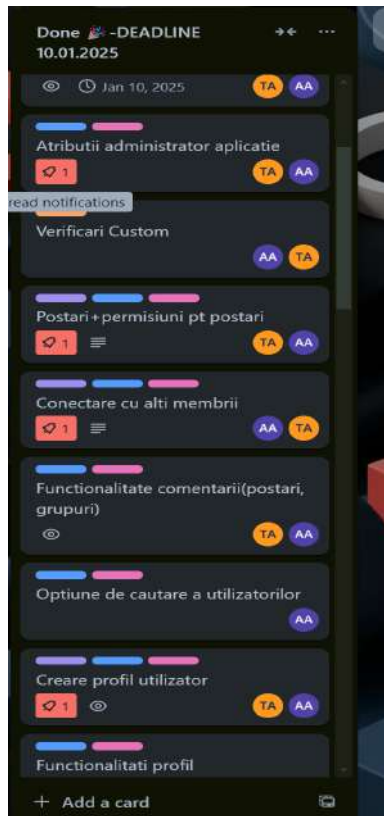 Done 🎉 -DEADLINE
10.01.2025
Jan 10, 2025
TA AA
Atributii administrator aplicatie
1
TA AA
read notifications
Verificari Custom
AA TA
Postari+permisiuni pt postari
1
TA AA
Conectare cu alti membrii
1
AA TA
Functionalitate comentarii(postari,
grupuri)
TA AA
Optiune de cautare a utilizatorilor
AA
Creare profil utilizator
1
TA AA
Functionalitati profil
+ Add a card